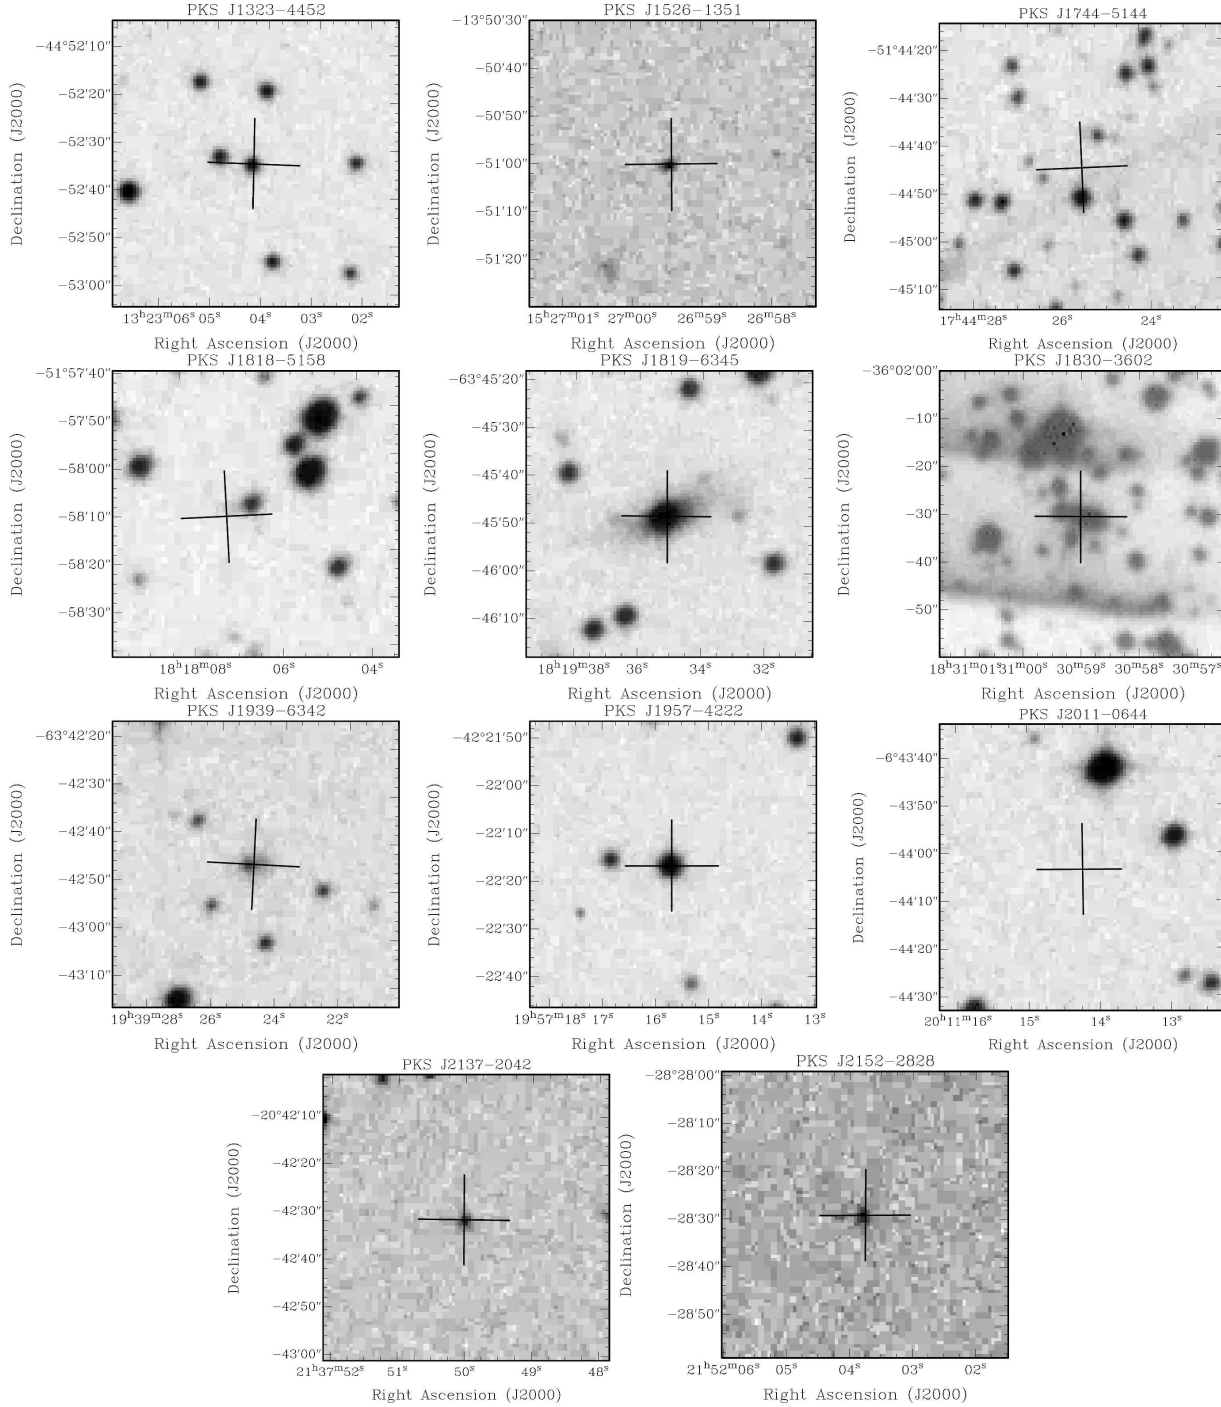 PKS J1323−4452
−44°52′10″
−52′20″
−52′30″
−52′40″
−52′50″
−53′00″
Declination (J2000)
13ʰ23ᵐ06ˢ 05ˢ 04ˢ 03ˢ 02ˢ
Right Ascension (J2000)
PKS J1526−1351
−13°50′30″
−50′40″
−50′50″
−51′00″
−51′10″
−51′20″
Declination (J2000)
15ʰ27ᵐ01ˢ 27ᵐ00ˢ 26ᵐ59ˢ 26ᵐ58ˢ
Right Ascension (J2000)
PKS J1744−5144
−51°44′20″
−44′30″
−44′40″
−44′50″
−45′00″
−45′10″
Declination (J2000)
17ʰ44ᵐ28ˢ 26ˢ 24ˢ
Right Ascension (J2000)
PKS J1818−5158
−51°57′40″
−57′50″
−58′00″
−58′10″
−58′20″
−58′30″
Declination (J2000)
18ʰ18ᵐ08ˢ 06ˢ 04ˢ
Right Ascension (J2000)
PKS J1819−6345
−63°45′20″
−45′30″
−45′40″
−45′50″
−46′00″
−46′10″
Declination (J2000)
18ʰ19ᵐ38ˢ 36ˢ 34ˢ 32ˢ
Right Ascension (J2000)
PKS J1830−3602
−36°02′00″
−10″
−20″
−30″
−40″
−50″
Declination (J2000)
18ʰ31ᵐ01ˢ 31ᵐ00ˢ 30ᵐ59ˢ 30ᵐ58ˢ 30ᵐ57ˢ
Right Ascension (J2000)
PKS J1939−6342
−63°42′20″
−42′30″
−42′40″
−42′50″
−43′00″
−43′10″
Declination (J2000)
19ʰ39ᵐ28ˢ 26ˢ 24ˢ 22ˢ
Right Ascension (J2000)
PKS J1957−4222
−42°21′50″
−22′00″
−22′10″
−22′20″
−22′30″
−22′40″
Declination (J2000)
19ʰ57ᵐ18ˢ 17ˢ 16ˢ 15ˢ 14ˢ 13ˢ
Right Ascension (J2000)
PKS J2011−0644
−6°43′40″
−43′50″
−44′00″
−44′10″
−44′20″
−44′30″
Declination (J2000)
20ʰ11ᵐ16ˢ 15ˢ 14ˢ 13ˢ
Right Ascension (J2000)
PKS J2137−2042
−20°42′10″
−42′20″
−42′30″
−42′40″
−42′50″
−43′00″
Declination (J2000)
21ʰ37ᵐ52ˢ 51ˢ 50ˢ 49ˢ 48ˢ
Right Ascension (J2000)
PKS J2152−2828
−28°28′00″
−28′10″
−28′20″
−28′30″
−28′40″
−28′50″
Declination (J2000)
21ʰ52ᵐ06ˢ 05ˢ 04ˢ 03ˢ 02ˢ
Right Ascension (J2000)